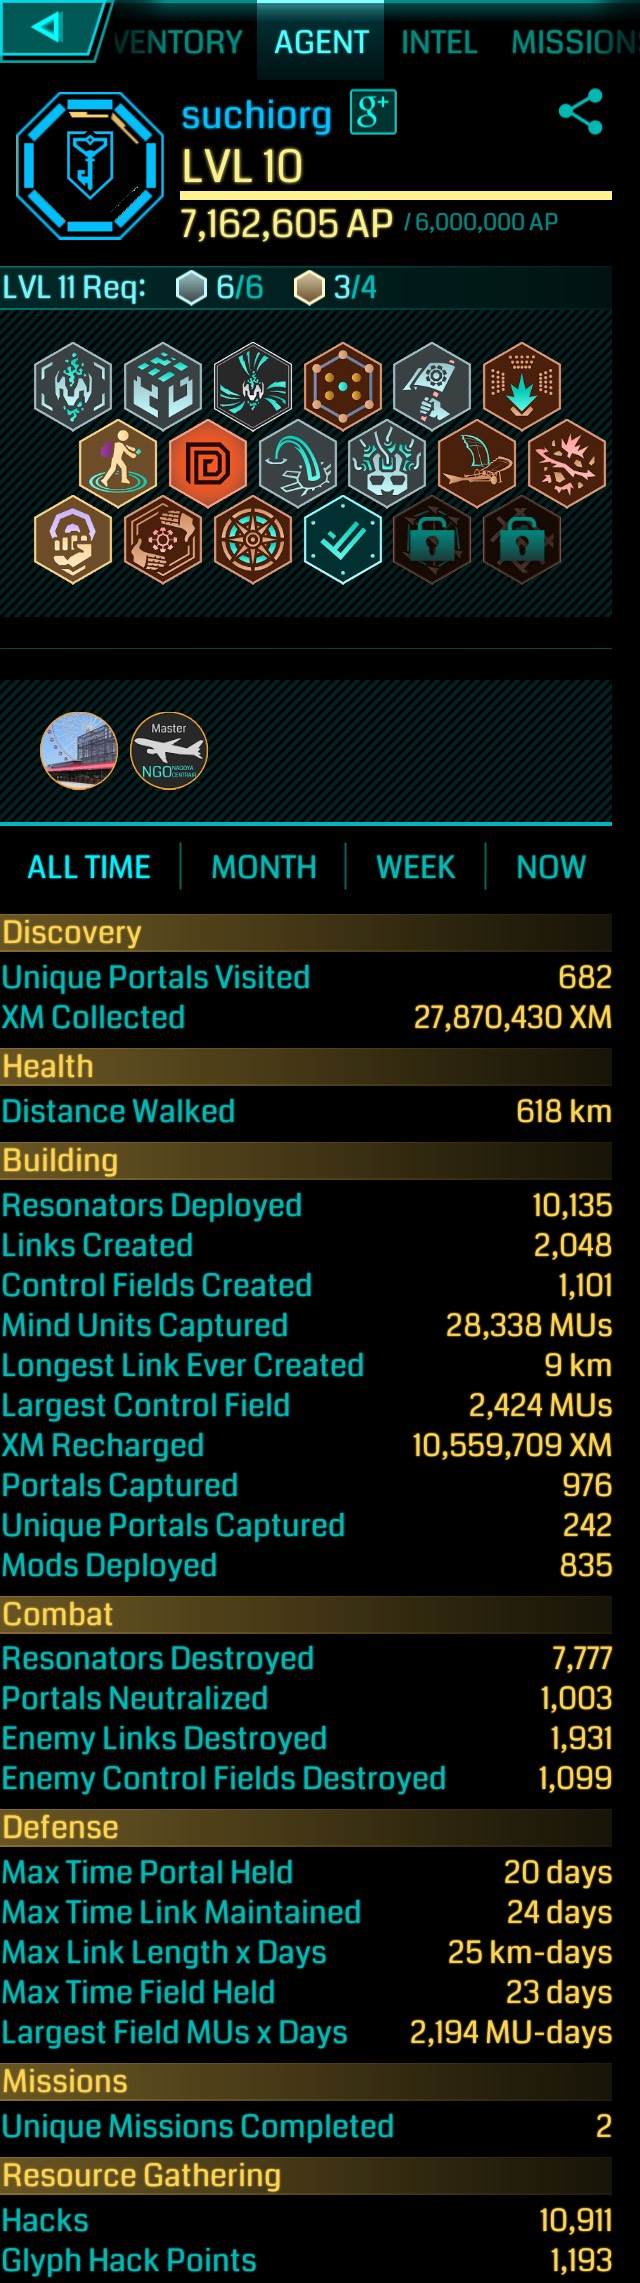 VENTORY AGENT INTEL MISSION
suchiorg g+
LVL 10
7,162,605 AP / 6,000,000 AP
LVL 11 Req: 6/6 3/4
Master
NGO NAGOYA
CENTRAIR
ALL TIME MONTH WEEK NOW
Discovery
Unique Portals Visited 682
XM Collected 27,870,430 XM
Health
Distance Walked 618 km
Building
Resonators Deployed 10,135
Links Created 2,048
Control Fields Created 1,101
Mind Units Captured 28,338 MUs
Longest Link Ever Created 9 km
Largest Control Field 2,424 MUs
XM Recharged 10,559,709 XM
Portals Captured 976
Unique Portals Captured 242
Mods Deployed 835
Combat
Resonators Destroyed 7,777
Portals Neutralized 1,003
Enemy Links Destroyed 1,931
Enemy Control Fields Destroyed 1,099
Defense
Max Time Portal Held 20 days
Max Time Link Maintained 24 days
Max Link Length x Days 25 km-days
Max Time Field Held 23 days
Largest Field MUs x Days 2,194 MU-days
Missions
Unique Missions Completed 2
Resource Gathering
Hacks 10,911
Glyph Hack Points 1,193